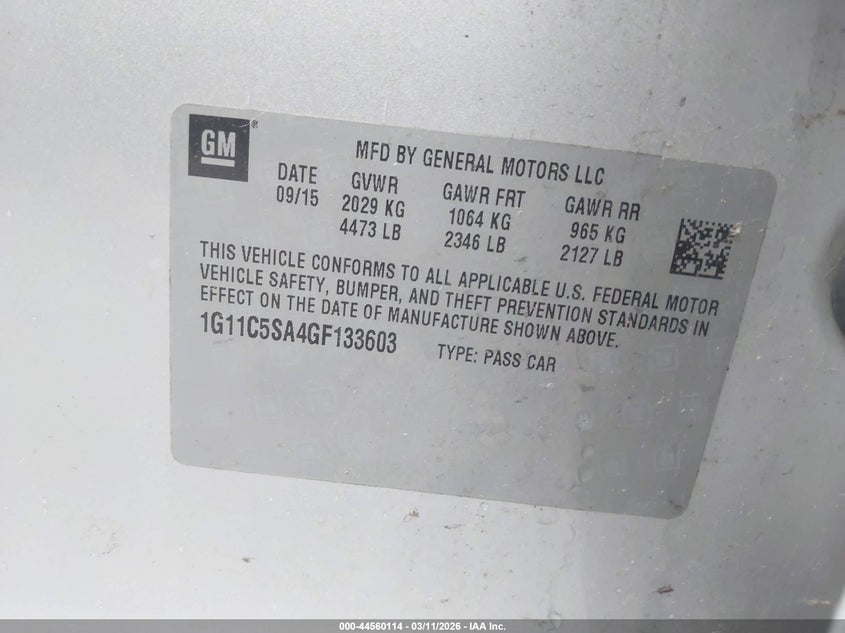 GM®
MFD BY GENERAL MOTORS LLC
DATE GVWR GAWR FRT GAWR RR
09/15 2029 KG 1064 KG 965 KG
4473 LB 2346 LB 2127 LB
THIS VEHICLE CONFORMS TO ALL APPLICABLE U.S. FEDERAL MOTOR
VEHICLE SAFETY, BUMPER, AND THEFT PREVENTION STANDARDS IN
EFFECT ON THE DATE OF MANUFACTURE SHOWN ABOVE.
1G11C5SA4GF133603 TYPE: PASS CAR
000-44560114 - 03/11/2026 - IAA Inc.